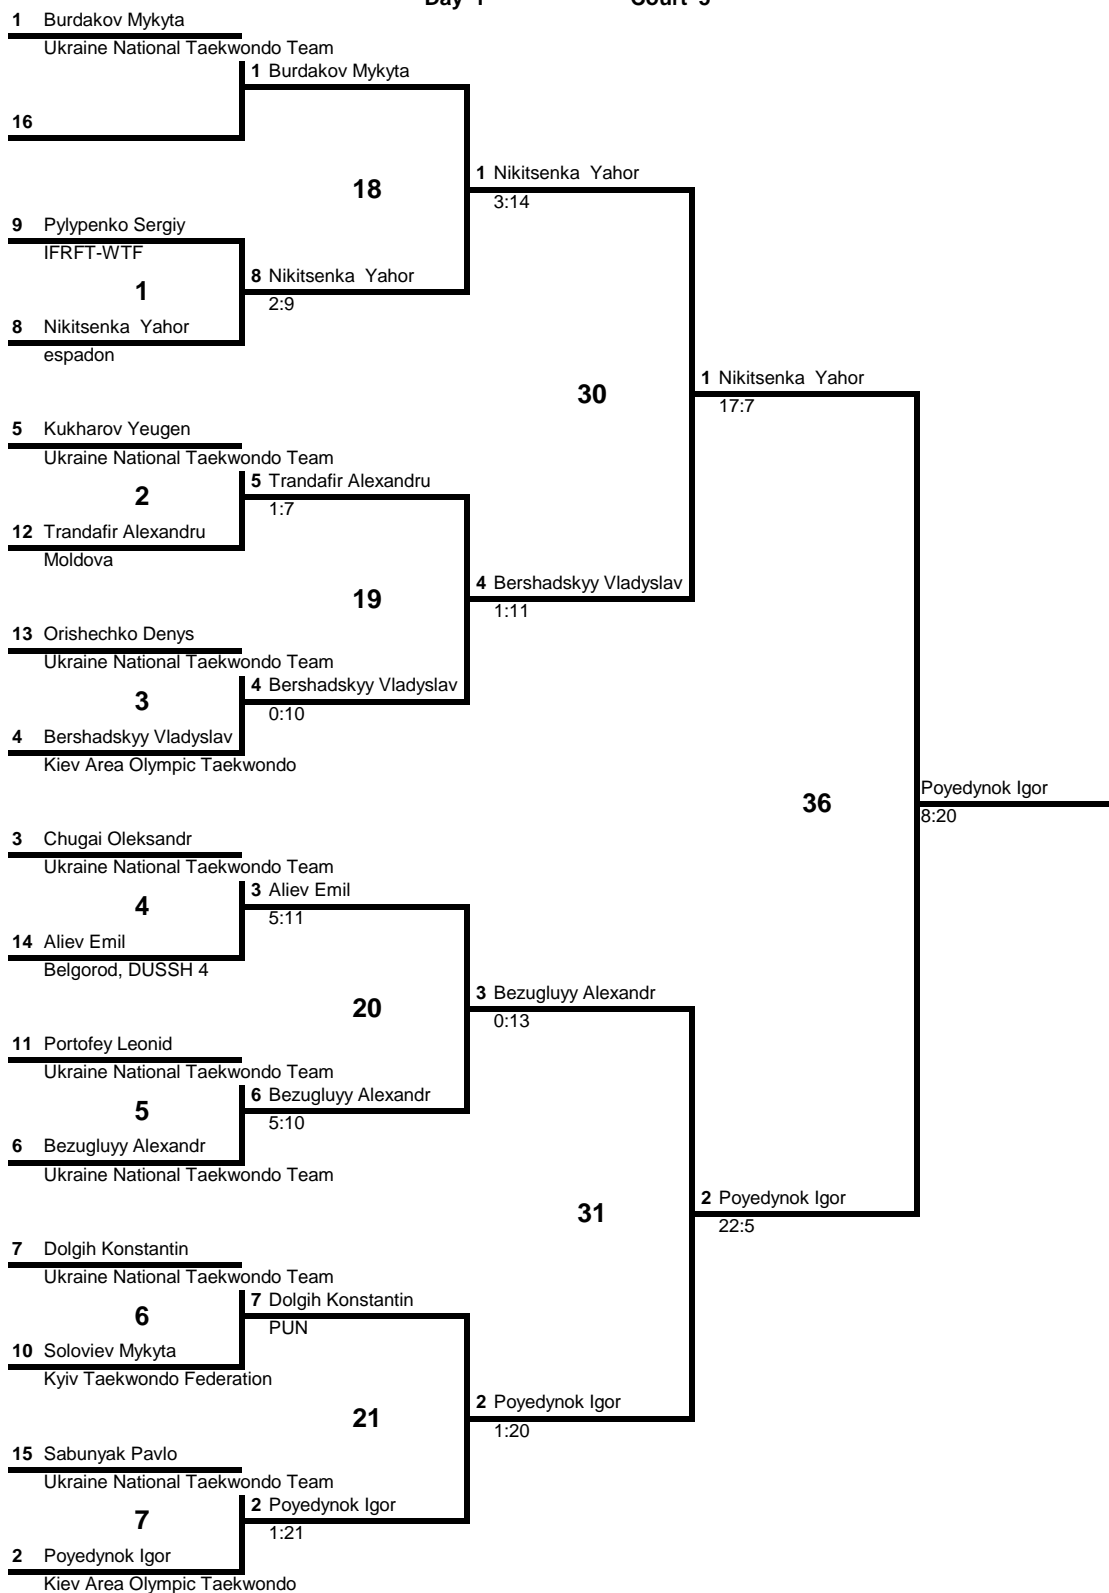 Day 1 Court 3
1 Burdakov Mykyta
Ukraine National Taekwondo Team
1 Burdakov Mykyta
16
18
1 Nikitsenka Yahor
3:14
9 Pylypenko Sergiy
IFRFT-WTF
8 Nikitsenka Yahor
1
2:9
8 Nikitsenka Yahor
espadon
30
1 Nikitsenka Yahor
17:7
5 Kukharov Yeugen
Ukraine National Taekwondo Team
5 Trandafir Alexandru
2
1:7
12 Trandafir Alexandru
Moldova
19
4 Bershadskyy Vladyslav
1:11
13 Orishechko Denys
Ukraine National Taekwondo Team
4 Bershadskyy Vladyslav
3
0:10
4 Bershadskyy Vladyslav
Kiev Area Olympic Taekwondo
36
Poyedynok Igor
8:20
3 Chugai Oleksandr
Ukraine National Taekwondo Team
3 Aliev Emil
4
5:11
14 Aliev Emil
Belgorod, DUSSH 4
20
3 Bezugluyy Alexandr
0:13
11 Portofey Leonid
Ukraine National Taekwondo Team
6 Bezugluyy Alexandr
5
5:10
6 Bezugluyy Alexandr
Ukraine National Taekwondo Team
31
2 Poyedynok Igor
22:5
7 Dolgih Konstantin
Ukraine National Taekwondo Team
7 Dolgih Konstantin
6
PUN
10 Soloviev Mykyta
Kyiv Taekwondo Federation
21
2 Poyedynok Igor
1:20
15 Sabunyak Pavlo
Ukraine National Taekwondo Team
2 Poyedynok Igor
7
1:21
2 Poyedynok Igor
Kiev Area Olympic Taekwondo